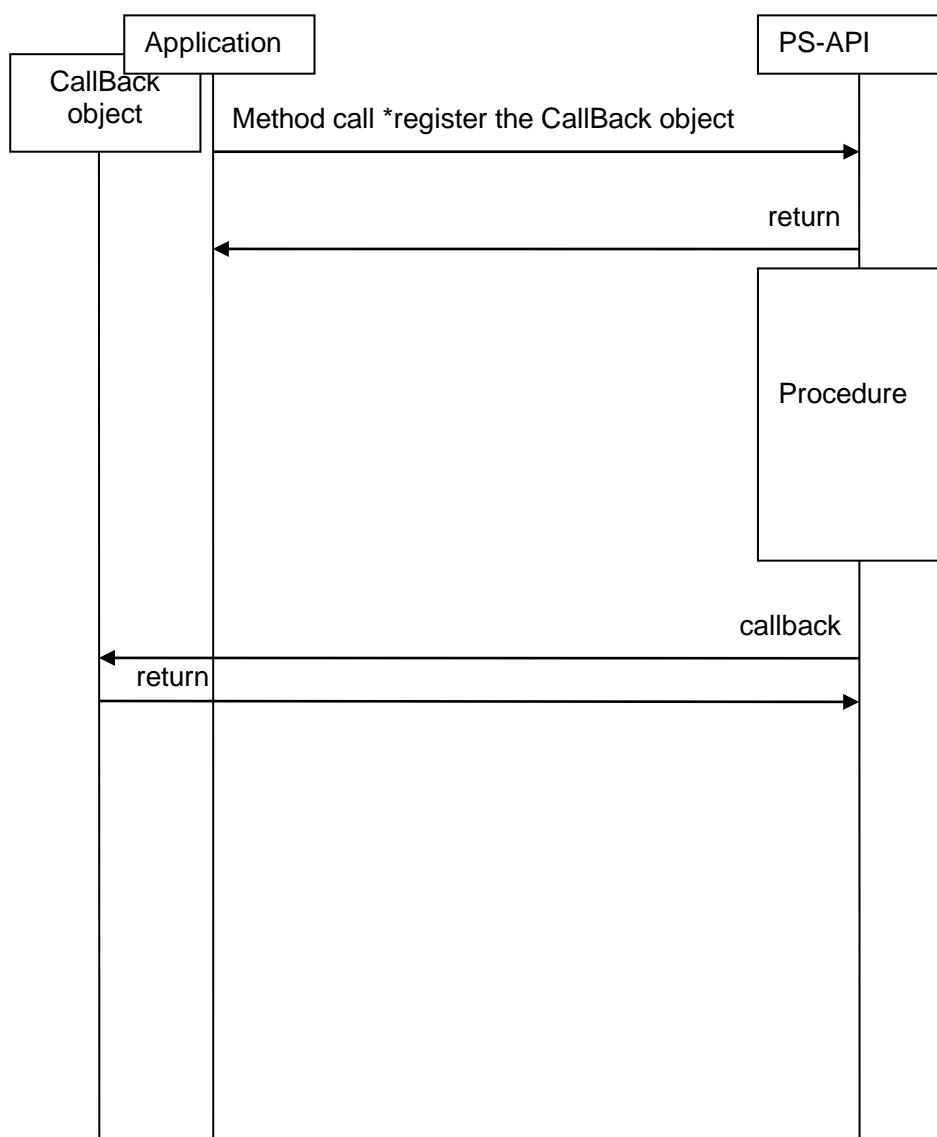 Application
PS-API
CallBack
object
Method call *register the CallBack object
return
Procedure
callback
return